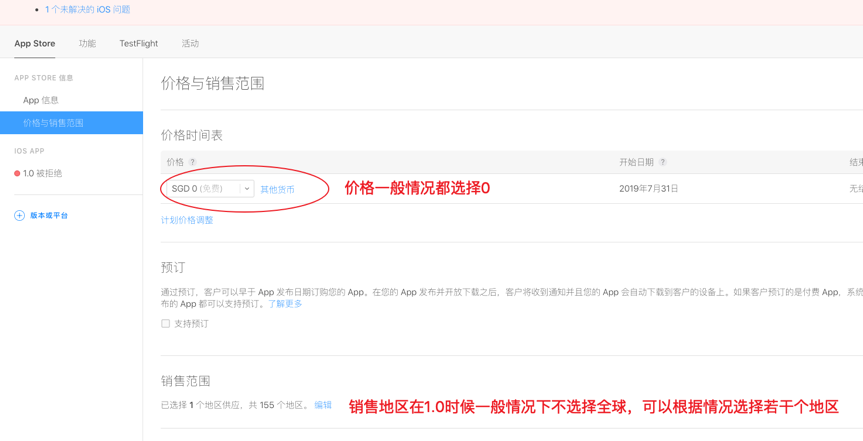 1 个未解决的 iOS 问题
App Store 功能 TestFlight 活动
APP STORE 信息
App 信息
价格与销售范围
IOS APP
1.0 被拒绝
版本或平台
价格与销售范围
价格时间表
价格 ? 开始日期 ? 结束
SGD 0 (免费) 其他货币 价格一般情况都选择0 2019年7月31日 无结
计划价格调整
预订
通过预订，客户可以早于 App 发布日期订购您的 App。在您的 App 发布并开放下载之后，客户将收到通知并且您的 App 会自动下载到客户的设备上。如果客户预订的是付费 App，系统
布的 App 都可以支持预订。了解更多
支持预订
销售范围
已选择 1 个地区供应，共 155 个地区。 编辑 销售地区在1.0时候一般情况下不选择全球，可以根据情况选择若干个地区